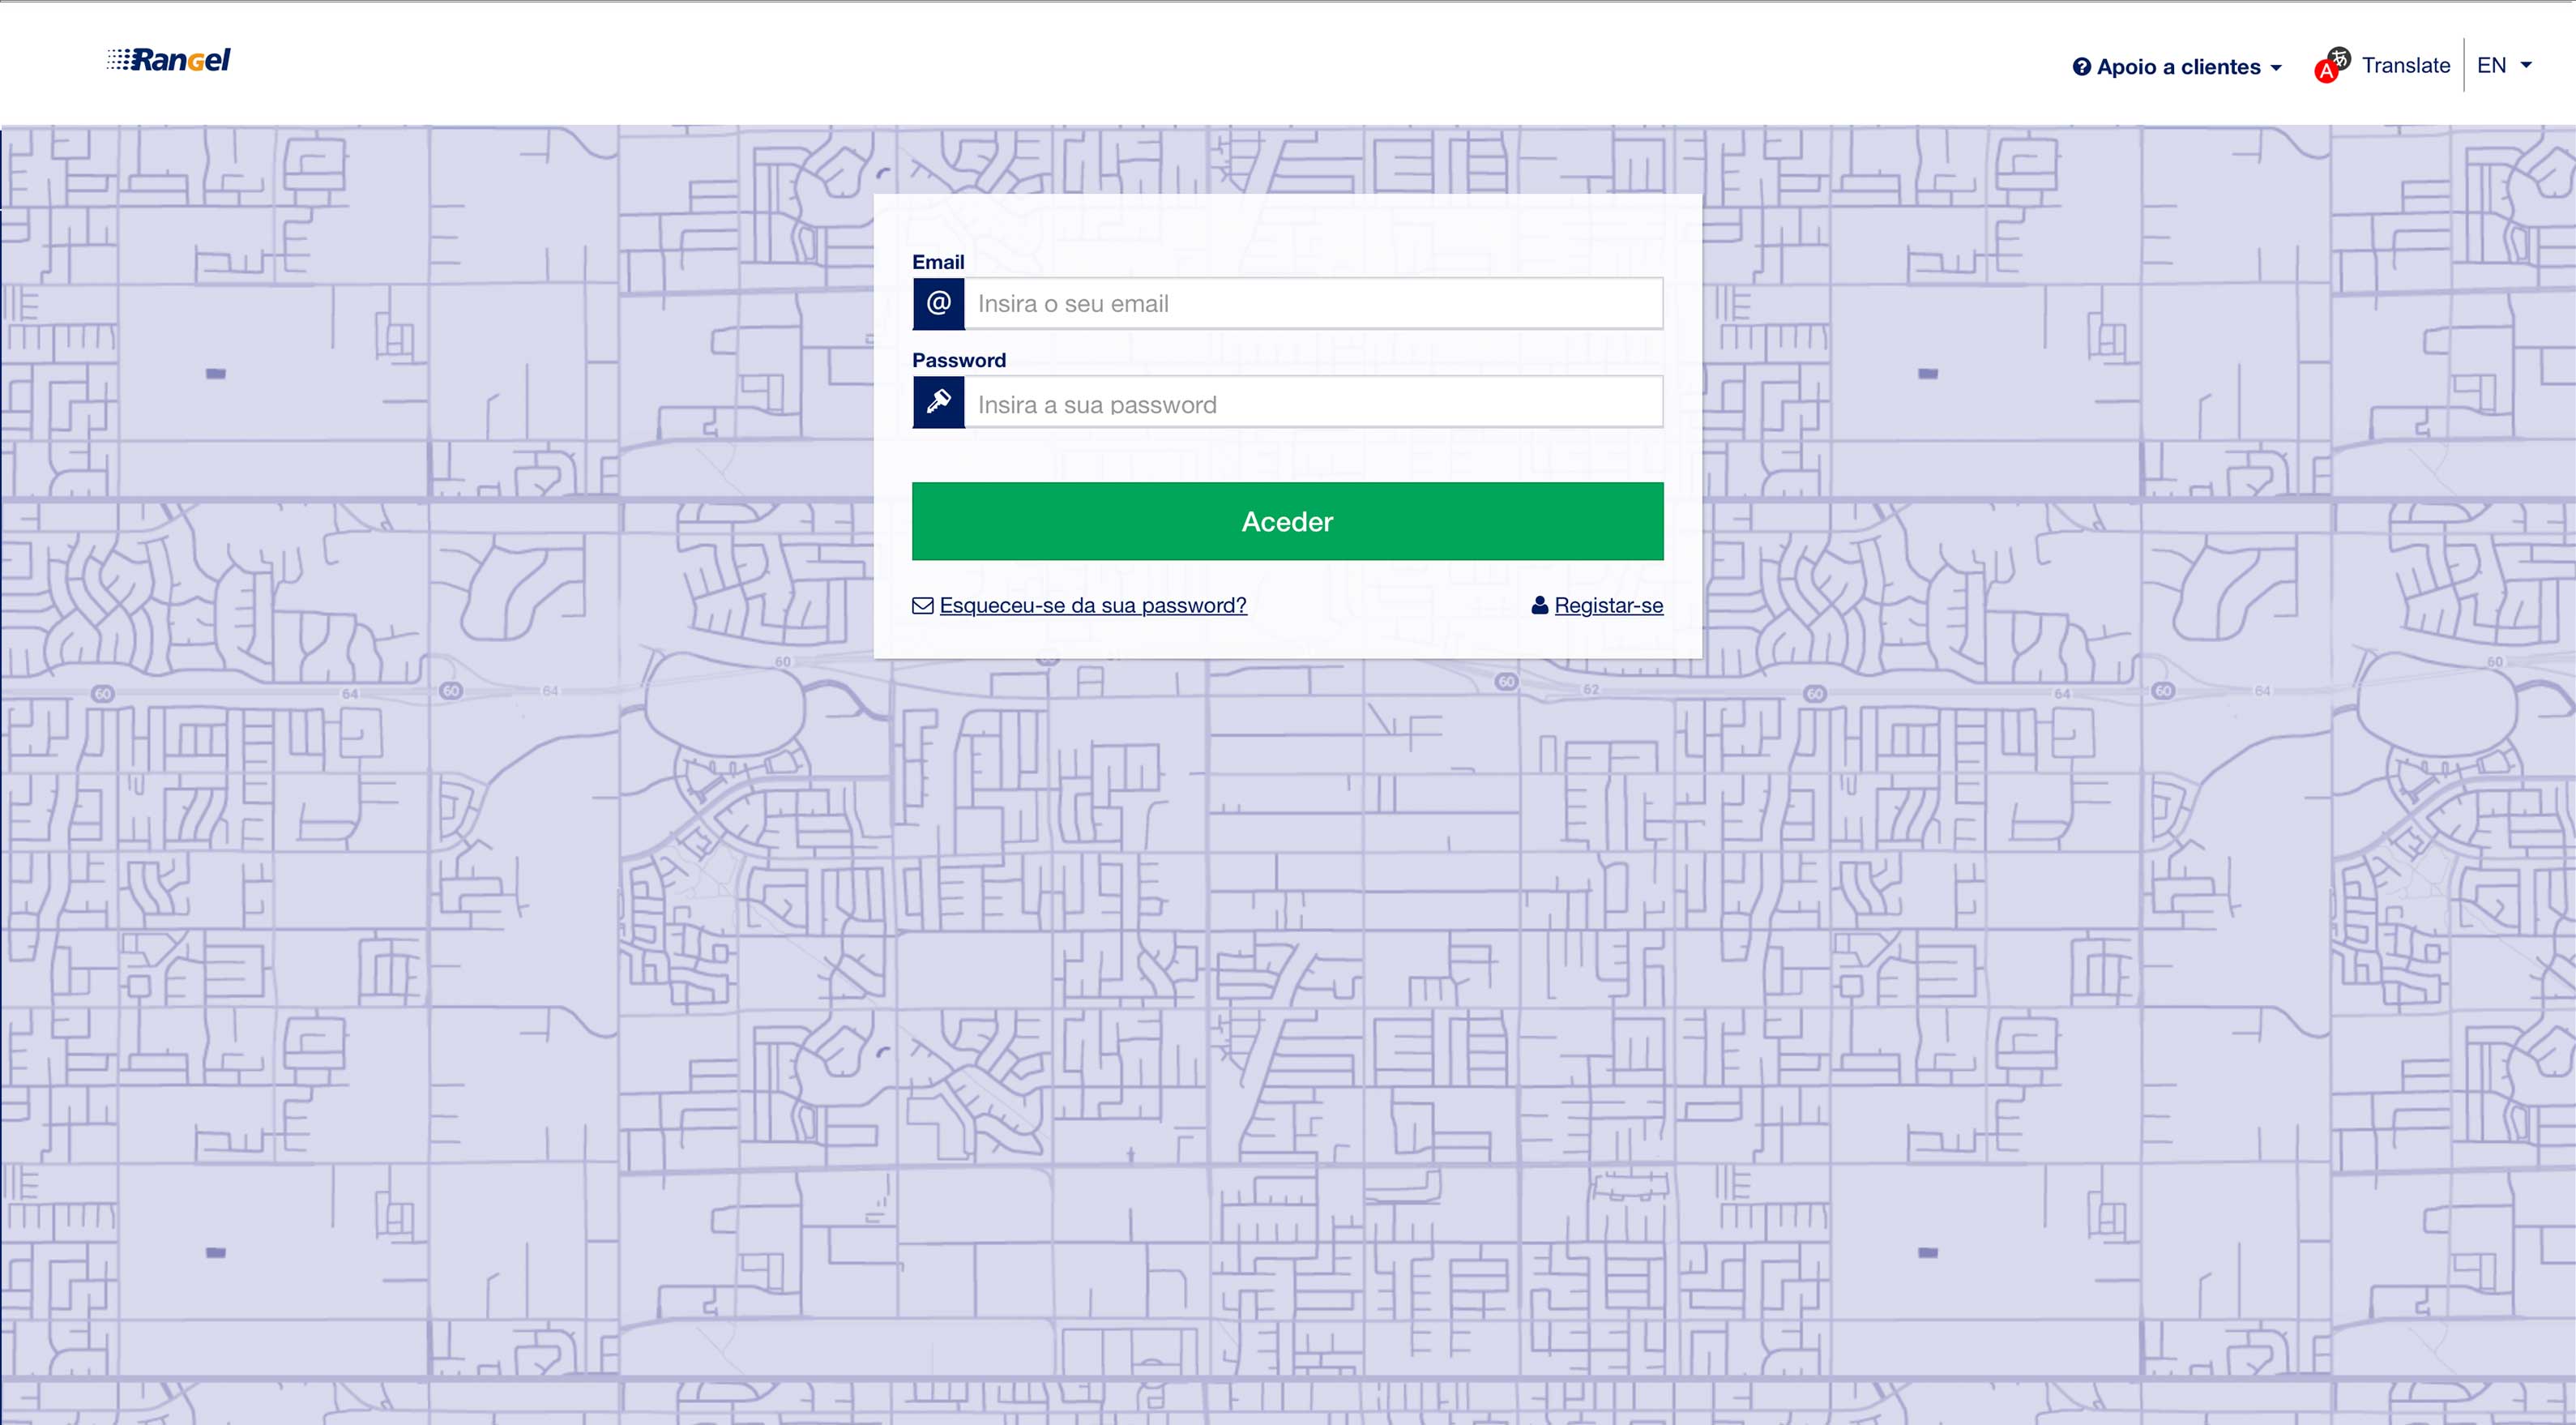 Rangel
Apoio a clientes
Translate
EN
Email
@ Insira o seu email
Password
Insira a sua password
Aceder
Esqueceu-se da sua password?
Registar-se
60
60
64
60
64
60
62
60
64
60
64
60